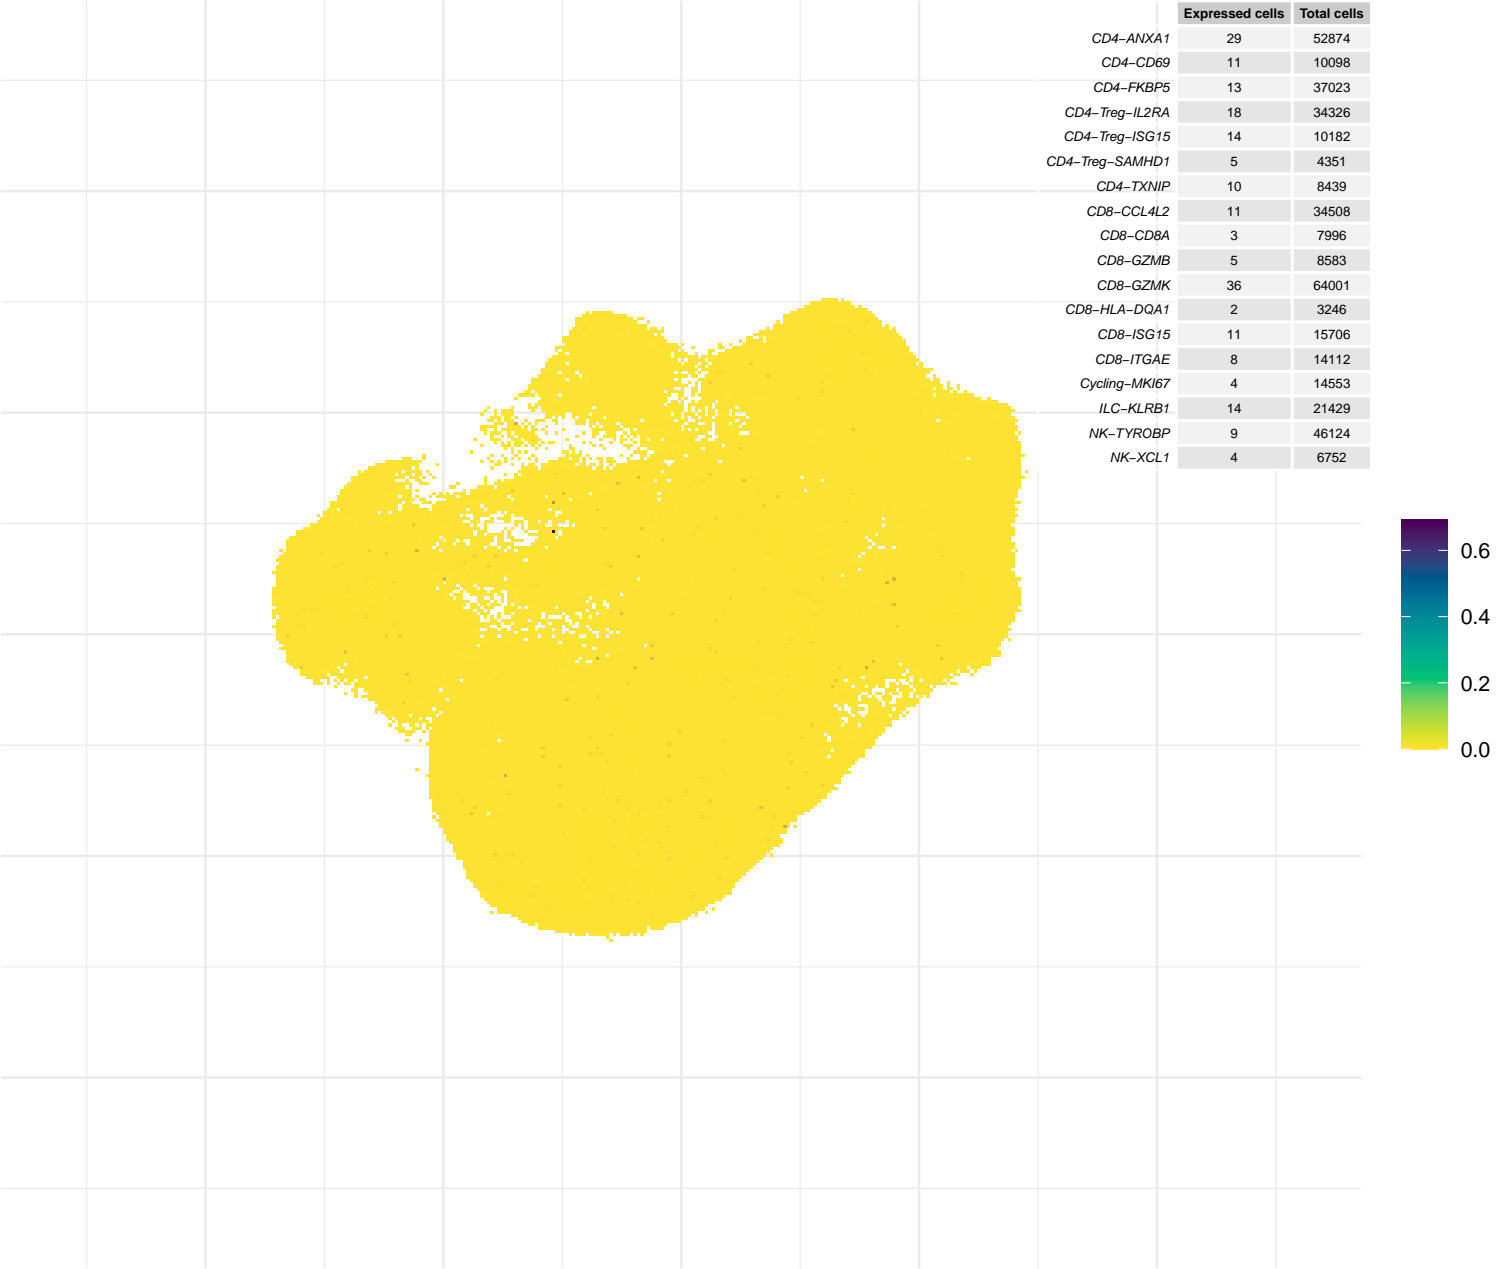 Expressed cells Total cells
CD4−ANXA1 29 52874
CD4−CD69 11 10098
CD4−FKBP5 13 37023
CD4−Treg−IL2RA 18 34326
CD4−Treg−ISG15 14 10182
CD4−Treg−SAMHD1 5 4351
CD4−TXNIP 10 8439
CD8−CCL4L2 11 34508
CD8−CD8A 3 7996
CD8−GZMB 5 8583
CD8−GZMK 36 64001
CD8−HLA−DQA1 2 3246
CD8−ISG15 11 15706
CD8−ITGAE 8 14112
Cycling−MKI67 4 14553
ILC−KLRB1 14 21429
NK−TYROBP 9 46124
NK−XCL1 4 6752
0.6
0.4
0.2
0.0